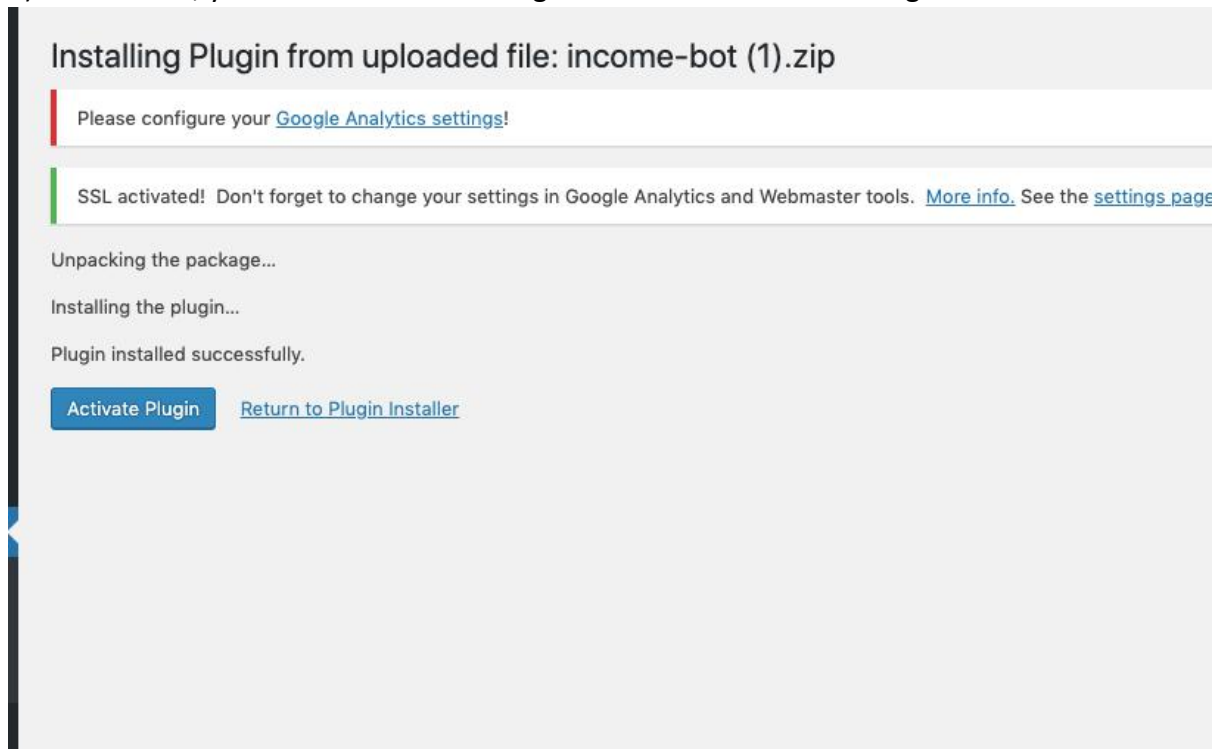 Installing Plugin from uploaded file: income-bot (1).zip
Please configure your Google Analytics settings!
SSL activated!  Don't forget to change your settings in Google Analytics and Webmaster tools.  More info. See the settings page
Unpacking the package...
Installing the plugin...
Plugin installed successfully.
Activate Plugin
Return to Plugin Installer